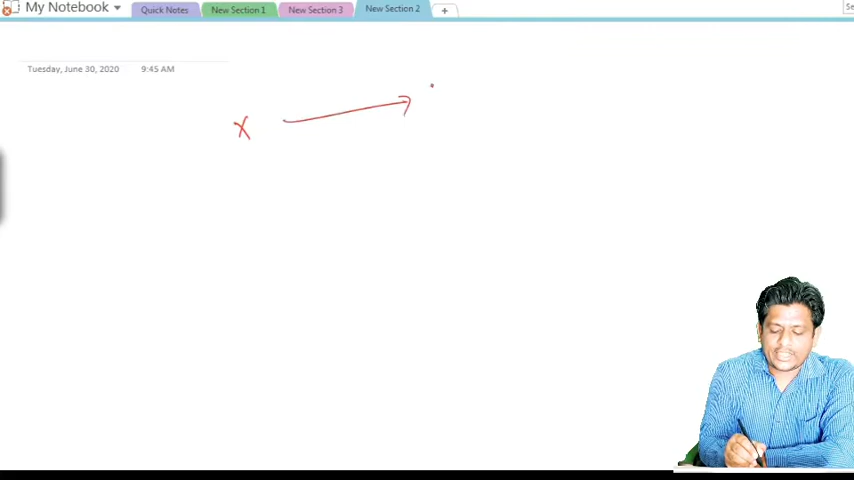 My Notebook Quick Notes New Section 1 New Section 3 New Section 2 +
Se
Tuesday, June 30, 2020 9:45 AM
X